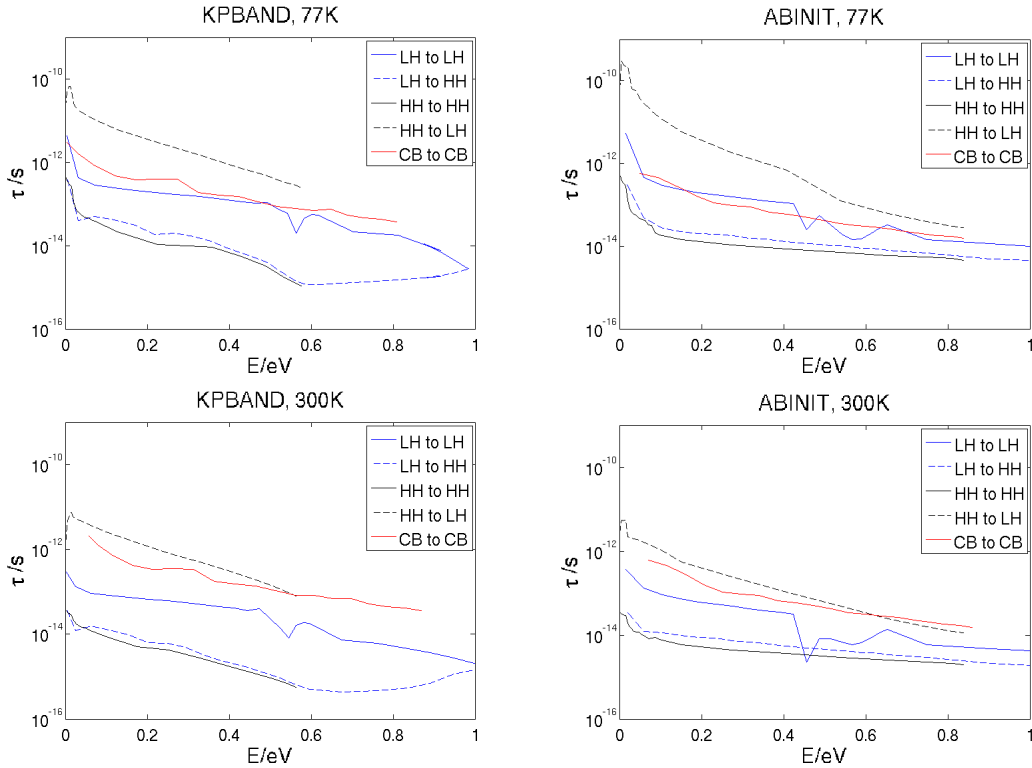 KPBAND, 77K
LH to LH
LH to HH
HH to HH
HH to LH
CB to CB
10^-10
10^-12
10^-14
10^-16
τ /s
0 0.2 0.4 0.6 0.8 1
E/eV
ABINIT, 77K
LH to LH
LH to HH
HH to HH
HH to LH
CB to CB
10^-10
10^-12
10^-14
10^-16
τ /s
0 0.2 0.4 0.6 0.8 1
E/eV
KPBAND, 300K
LH to LH
LH to HH
HH to HH
HH to LH
CB to CB
10^-10
10^-12
10^-14
10^-16
τ /s
0 0.2 0.4 0.6 0.8 1
E/eV
ABINIT, 300K
LH to LH
LH to HH
HH to HH
HH to LH
CB to CB
10^-10
10^-12
10^-14
10^-16
τ /s
0 0.2 0.4 0.6 0.8 1
E/eV